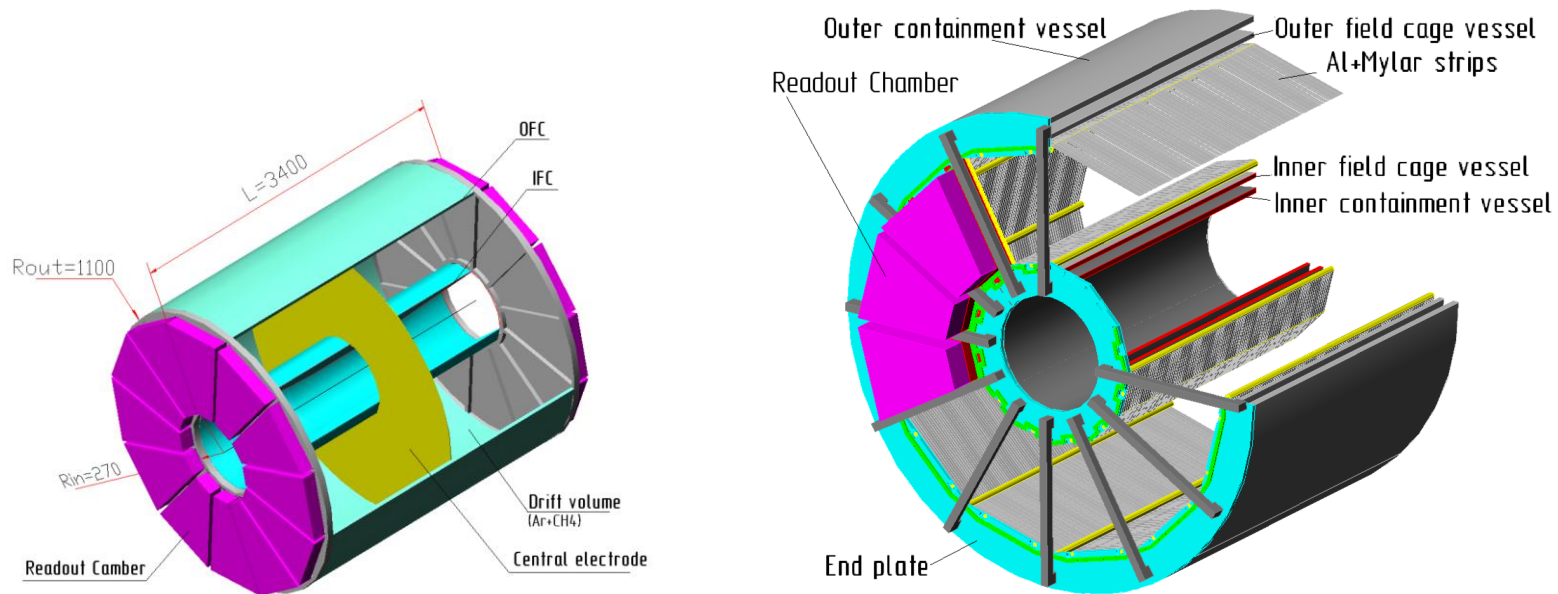 OFC
IFC
L=3400
Rout=1100
Rin=270
Drift volume
(Ar+CH4)
Central electrode
Readout Camber
Outer containment vessel
Outer field cage vessel
Al+Mylar strips
Readout Chamber
Inner field cage vessel
Inner containment vessel
End plate